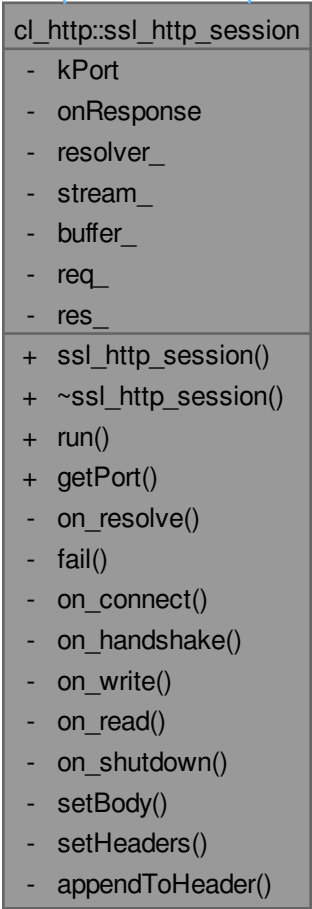 cl_http::ssl_http_session
- kPort
- onResponse
- resolver_
- stream_
- buffer_
- req_
- res_
+ ssl_http_session()
+ ~ssl_http_session()
+ run()
+ getPort()
- on_resolve()
- fail()
- on_connect()
- on_handshake()
- on_write()
- on_read()
- on_shutdown()
- setBody()
- setHeaders()
- appendToHeader()